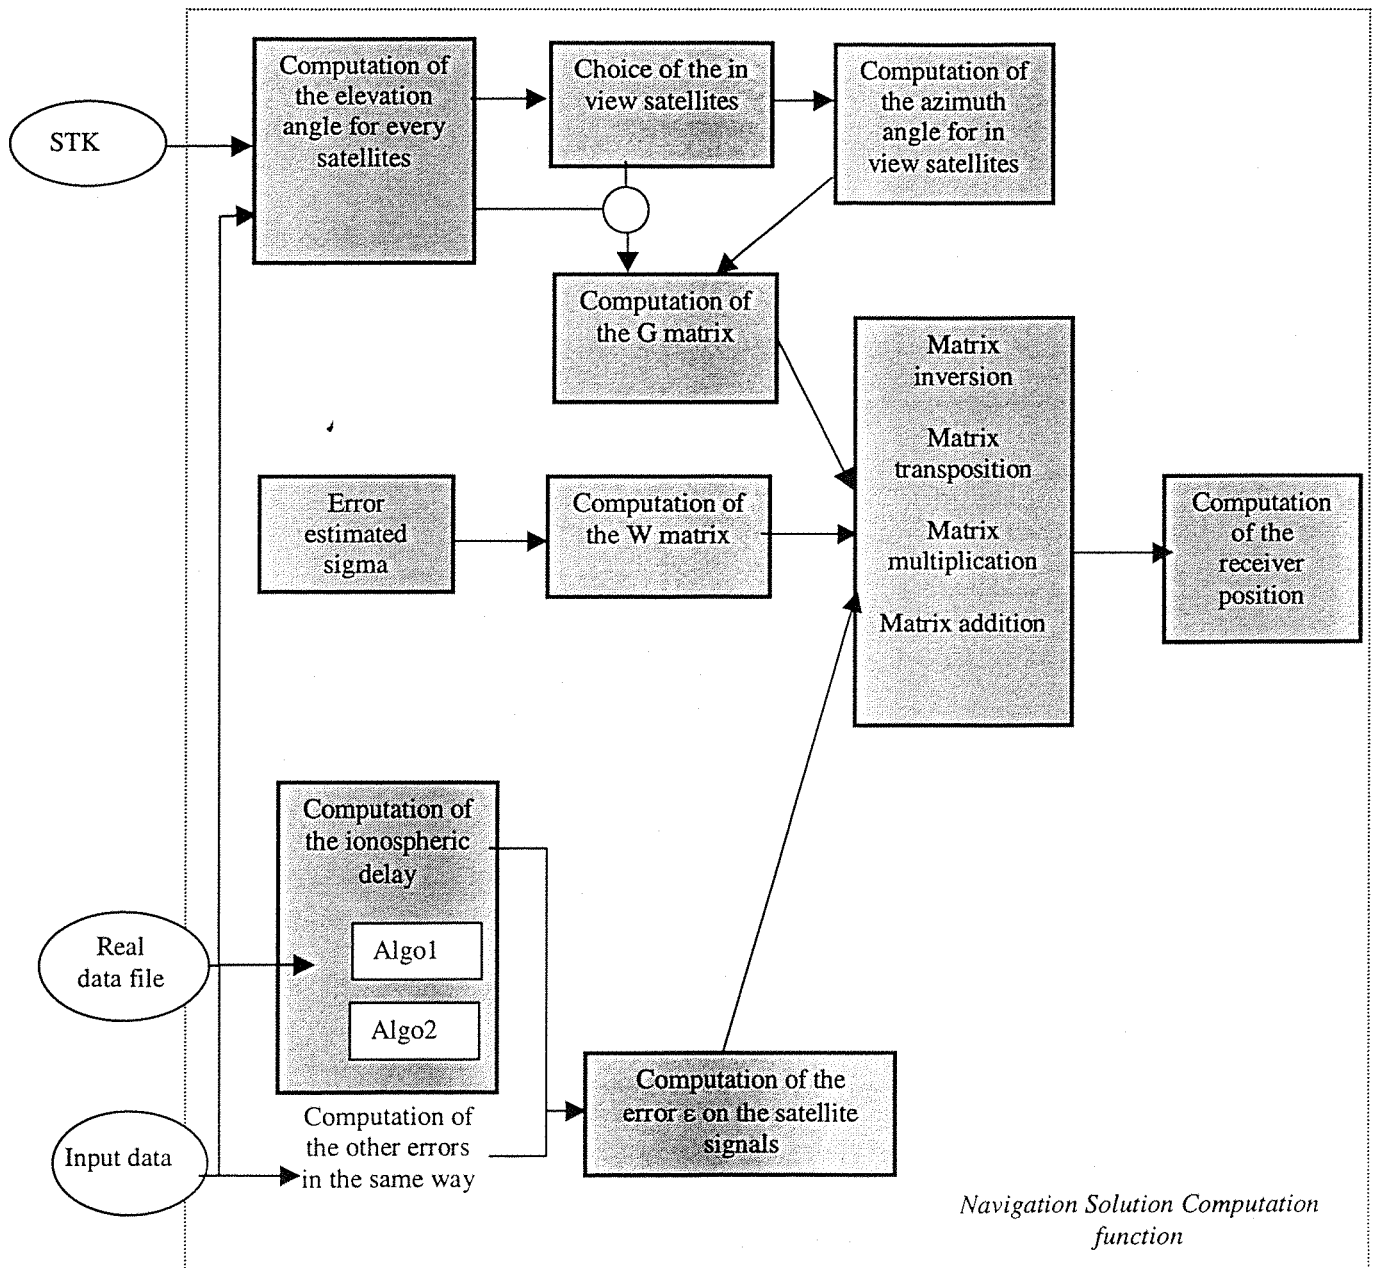 STK
Computation of
the elevation
angle for every
satellites
Choice of the in
view satellites
Computation of
the azimuth
angle for in
view satellites
Computation of
the G matrix
Error
estimated
sigma
Computation of
the W matrix
Matrix
inversion
Matrix
transposition
Matrix
multiplication
Matrix addition
Computation
of the
receiver
position
Real
data file
Computation of
the ionospheric
delay
Algo1
Algo2
Input data
Computation of
the other errors
in the same way
Computation of the
error ε on the satellite
signals
Navigation Solution Computation
function